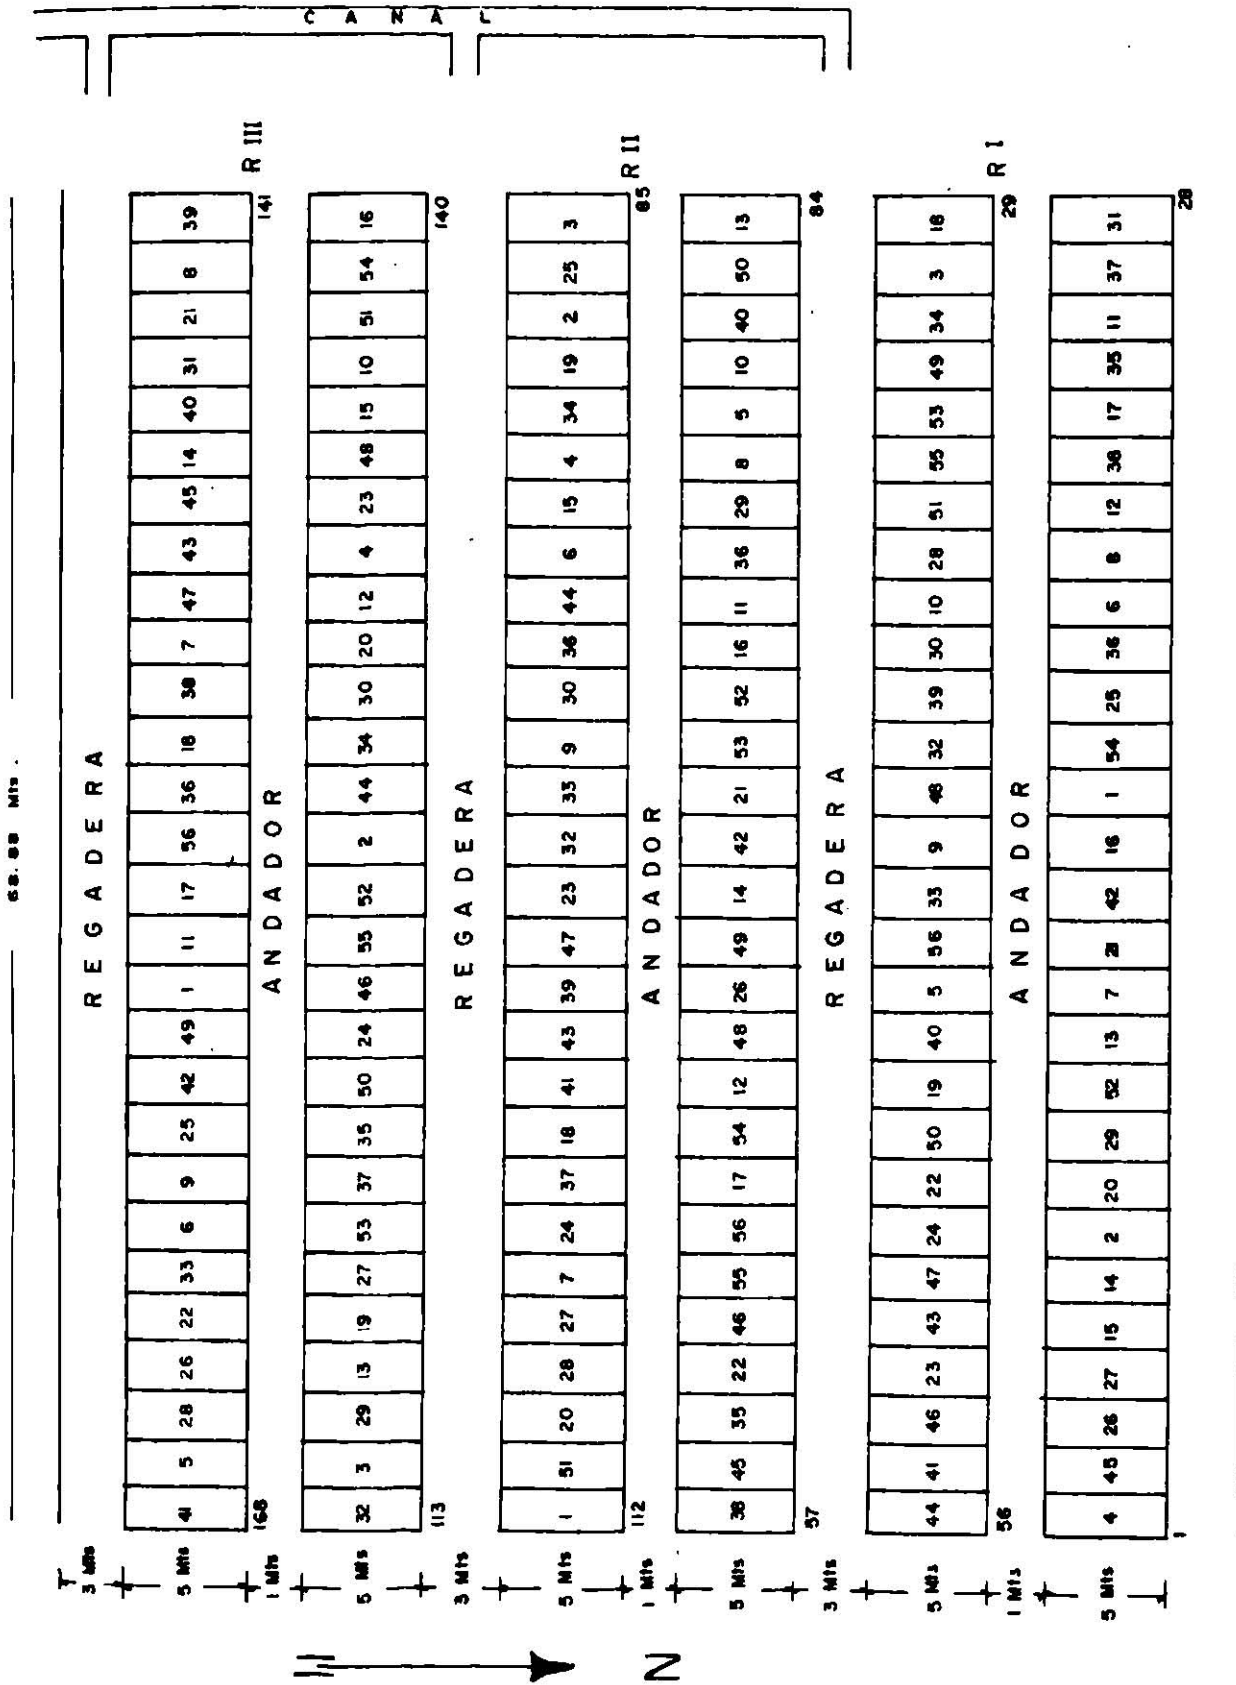 68.88 Mts.
3 Mts REGADERA
5 Mts 41 5 28 26 22 33 6 9 25 42 49 1 11 17 56 36 18 38 7 47 43 45 14 40 31 21 8 39
168 141
1 Mts ANDADOR R III
5 Mts 32 3 29 13 19 27 53 37 35 50 24 46 55 52 2 44 34 30 20 12 4 23 48 15 10 51 54 16
113 140
3 Mts REGADERA
5 Mts 1 51 20 28 27 7 24 37 18 41 43 39 47 23 32 33 9 30 36 44 6 15 4 34 19 2 25 3
112 85
1 Mts ANDADOR R II
5 Mts 38 45 35 22 46 55 56 17 54 12 48 26 49 14 42 21 53 52 16 11 36 29 8 5 10 40 50 13
57 84
3 Mts REGADERA
5 Mts 44 41 46 23 43 47 24 22 50 19 40 5 56 33 9 48 32 39 30 10 28 51 55 53 49 34 3 18
56 29
1 Mts ANDADOR R I
5 Mts 4 45 26 27 15 14 2 20 29 52 13 7 21 42 16 1 54 25 36 6 8 12 38 17 35 11 37 31
1 28
CANAL
N